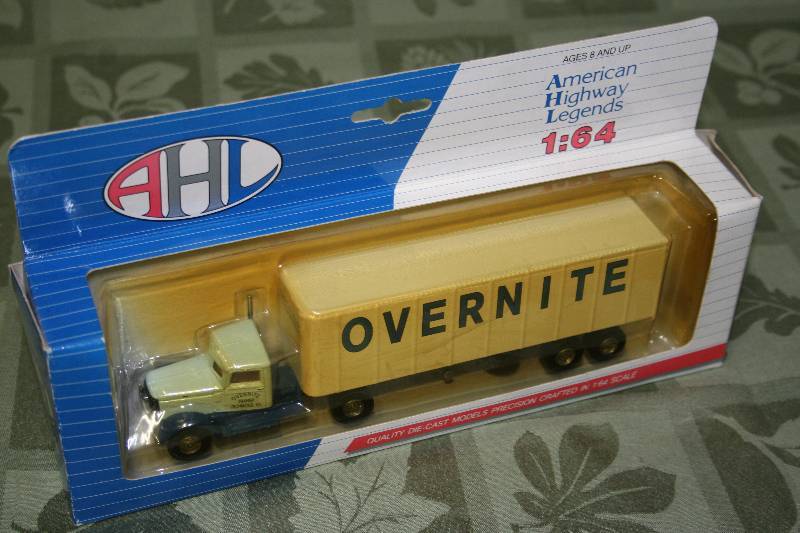 AGES 8 AND UP
American
Highway
Legends
1:64
AHL
OVERNITE
OVERNITE
QUALITY DIE-CAST MODELS PRECISION CRAFTED IN 1:64 SCALE